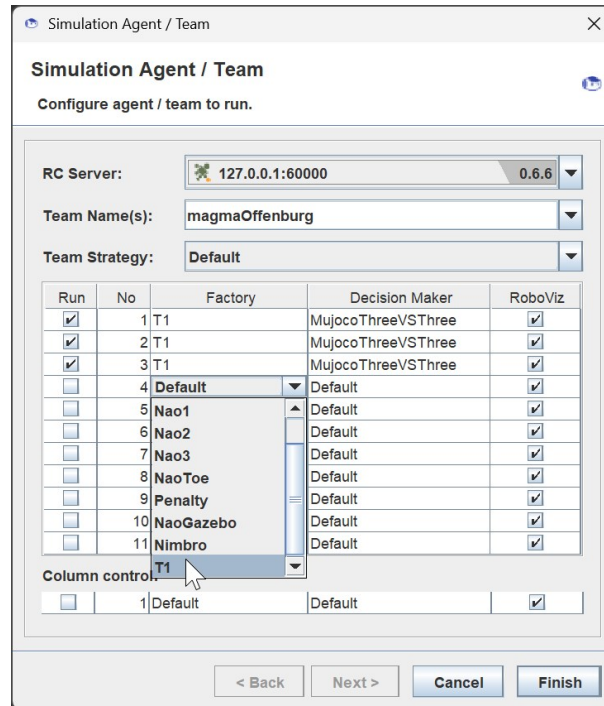 Simulation Agent / Team
Simulation Agent / Team
Configure agent / team to run.
RC Server: 127.0.0.1:60000 0.6.6
Team Name(s): magmaOffenburg
Team Strategy: Default
Run No Factory Decision Maker RoboViz
1 T1 MujocoThreeVSThree
2 T1 MujocoThreeVSThree
3 T1 MujocoThreeVSThree
4 Default Default
5 Nao1 Default
6 Nao2 Default
7 Nao3 Default
8 NaoToe Default
9 Penalty Default
10 NaoGazebo Default
11 Nimbro Default
Column control: T1
1 Default Default
< Back Next > Cancel Finish